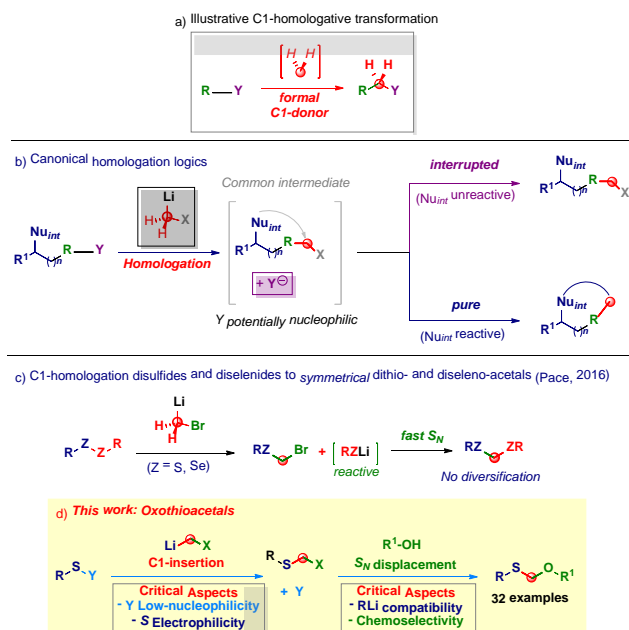 a) Illustrative C1-homologative transformation
H H
R Y
formal
C1-donor
H H
R Y
b) Canonical homologation logics
Nuint
R1 ( )n R Y
Li
H X
H
Homologation
Common intermediate
Nuint
R1 ( )n R X
+ Y⊖
Y potentially nucleophilic
interrupted
(Nuint unreactive)
Nuint
R1 ( )n R X
pure
(Nuint reactive)
Nuint
R1 ( )n R
c) C1-homologation disulfides and diselenides to symmetrical dithio- and diseleno-acetals (Pace, 2016)
R Z Z R
Li
H Br
H
(Z = S, Se)
RZ Br + [RZLi]
reactive
fast SN
RZ ZR
No diversification
d) This work: Oxothioacetals
R S Y
Li X
C1-insertion
Critical Aspects
- Y Low-nucleophilicity
- S Electrophilicity
R S X
+ Y
R1-OH
SN displacement
Critical Aspects
- RLi compatibility
- Chemoselectivity
R S O R1
32 examples